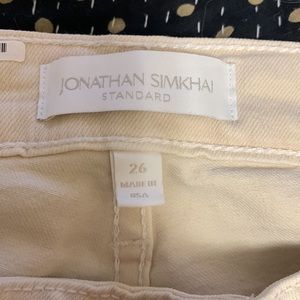 JONATHAN SIMKHAI
STANDARD
26
MADE IN
USA